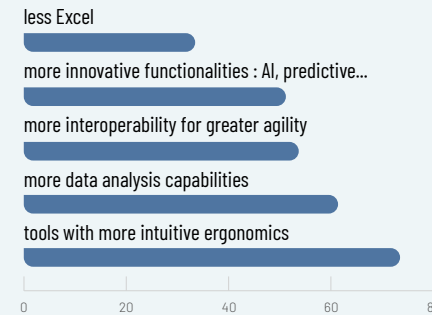 less Excel
more innovative functionalities : AI, predictive...
more interoperability for greater agility
more data analysis capabilities
tools with more intuitive ergonomics
0 20 40 60